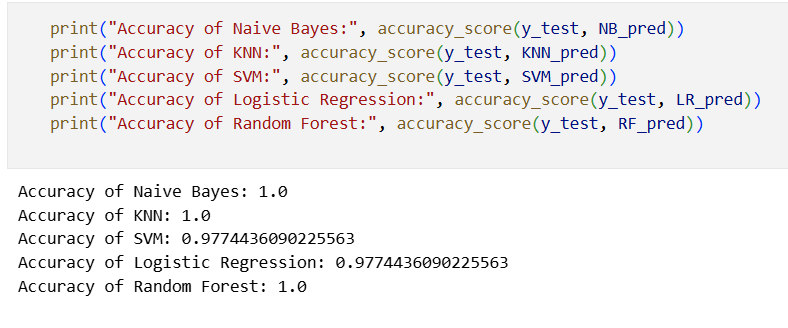 print("Accuracy of Naive Bayes:", accuracy_score(y_test, NB_pred))
print("Accuracy of KNN:", accuracy_score(y_test, KNN_pred))
print("Accuracy of SVM:", accuracy_score(y_test, SVM_pred))
print("Accuracy of Logistic Regression:", accuracy_score(y_test, LR_pred))
print("Accuracy of Random Forest:", accuracy_score(y_test, RF_pred))
Accuracy of Naive Bayes: 1.0
Accuracy of KNN: 1.0
Accuracy of SVM: 0.9774436090225563
Accuracy of Logistic Regression: 0.9774436090225563
Accuracy of Random Forest: 1.0